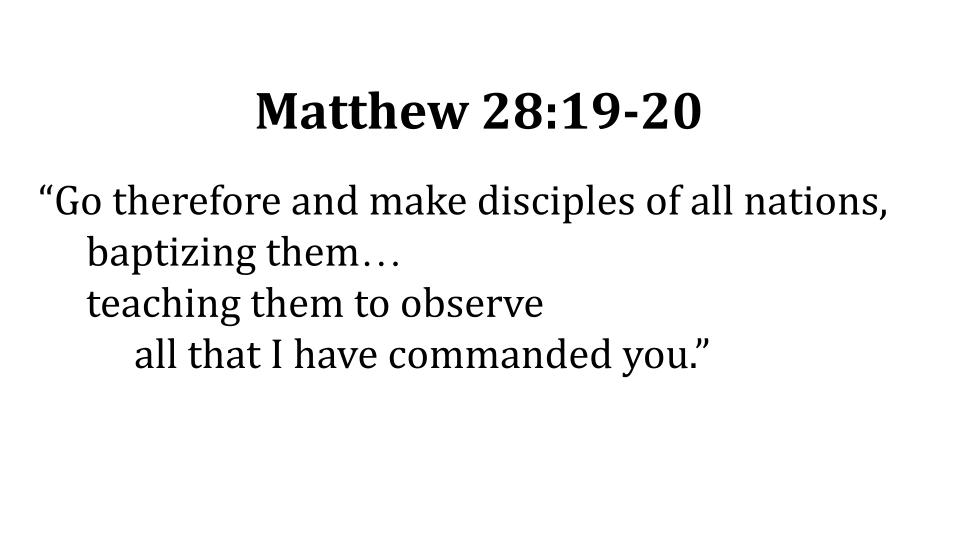 Matthew 28:19-20
“Go therefore and make disciples of all nations,
baptizing them…
teaching them to observe
all that I have commanded you.”